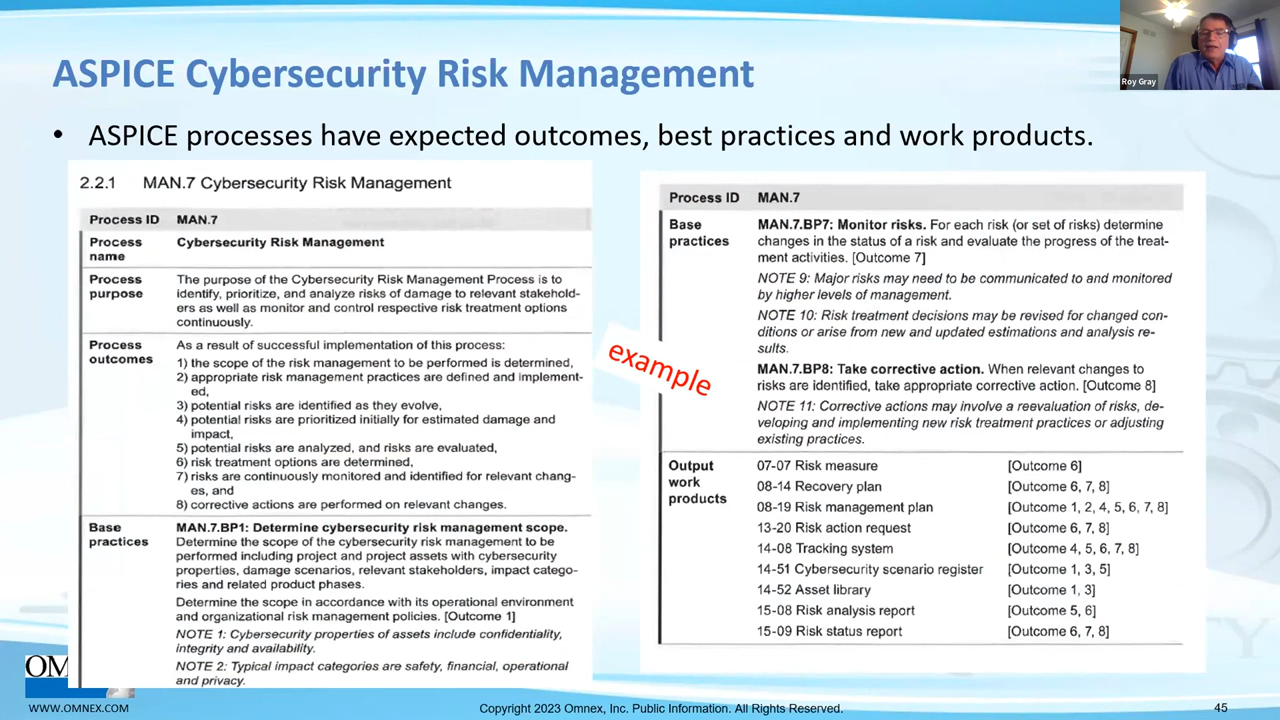 ASPICE Cybersecurity Risk Management
Roy Gray
• ASPICE processes have expected outcomes, best practices and work products.
2.2.1 MAN.7 Cybersecurity Risk Management
Process ID MAN.7
Process name Cybersecurity Risk Management
Process purpose
The purpose of the Cybersecurity Risk Management Process is to
identify, prioritize, and analyze risks of damage to relevant stakehold-
ers as well as monitor and control respective risk treatment options
continuously.
Process outcomes
As a result of successful implementation of this process:
1) the scope of the risk management to be performed is determined,
2) appropriate risk management practices are defined and implement-
ed,
3) potential risks are identified as they evolve,
4) potential risks are prioritized initially for estimated damage and
impact,
5) potential risks are analyzed, and risks are evaluated,
6) risk treatment options are determined,
7) risks are continuously monitored and identified for relevant chang-
es, and
8) corrective actions are performed on relevant changes.
Base practices
MAN.7.BP1: Determine cybersecurity risk management scope.
Determine the scope of the cybersecurity risk management to be
performed including project and project assets with cybersecurity
properties, damage scenarios, relevant stakeholders, impact catego-
ries and related product phases.
Determine the scope in accordance with its operational environment
and organizational risk management policies. [Outcome 1]
NOTE 1: Cybersecurity properties of assets include confidentiality,
integrity and availability.
NOTE 2: Typical impact categories are safety, financial, operational
and privacy.
example
Process ID MAN.7
Base practices
MAN.7.BP7: Monitor risks. For each risk (or set of risks) determine
changes in the status of a risk and evaluate the progress of the treat-
ment activities. [Outcome 7]
NOTE 9: Major risks may need to be communicated to and monitored
by higher levels of management.
NOTE 10: Risk treatment decisions may be revised for changed con-
ditions or arise from new and updated estimations and analysis re-
sults.
MAN.7.BP8: Take corrective action. When relevant changes to
risks are identified, take appropriate corrective action. [Outcome 8]
NOTE 11: Corrective actions may involve a reevaluation of risks, de-
veloping and implementing new risk treatment practices or adjusting
existing practices.
Output work products
07-07 Risk measure [Outcome 6]
08-14 Recovery plan [Outcome 6, 7, 8]
08-19 Risk management plan [Outcome 1, 2, 4, 5, 6, 7, 8]
13-20 Risk action request [Outcome 6, 7, 8]
14-08 Tracking system [Outcome 4, 5, 6, 7, 8]
14-51 Cybersecurity scenario register [Outcome 1, 3, 5]
14-52 Asset library [Outcome 1, 3]
15-08 Risk analysis report [Outcome 5, 6]
15-09 Risk status report [Outcome 6, 7, 8]
OM
WWW.OMNEX.COM
Copyright 2023 Omnex, Inc. Public Information. All Rights Reserved.
45